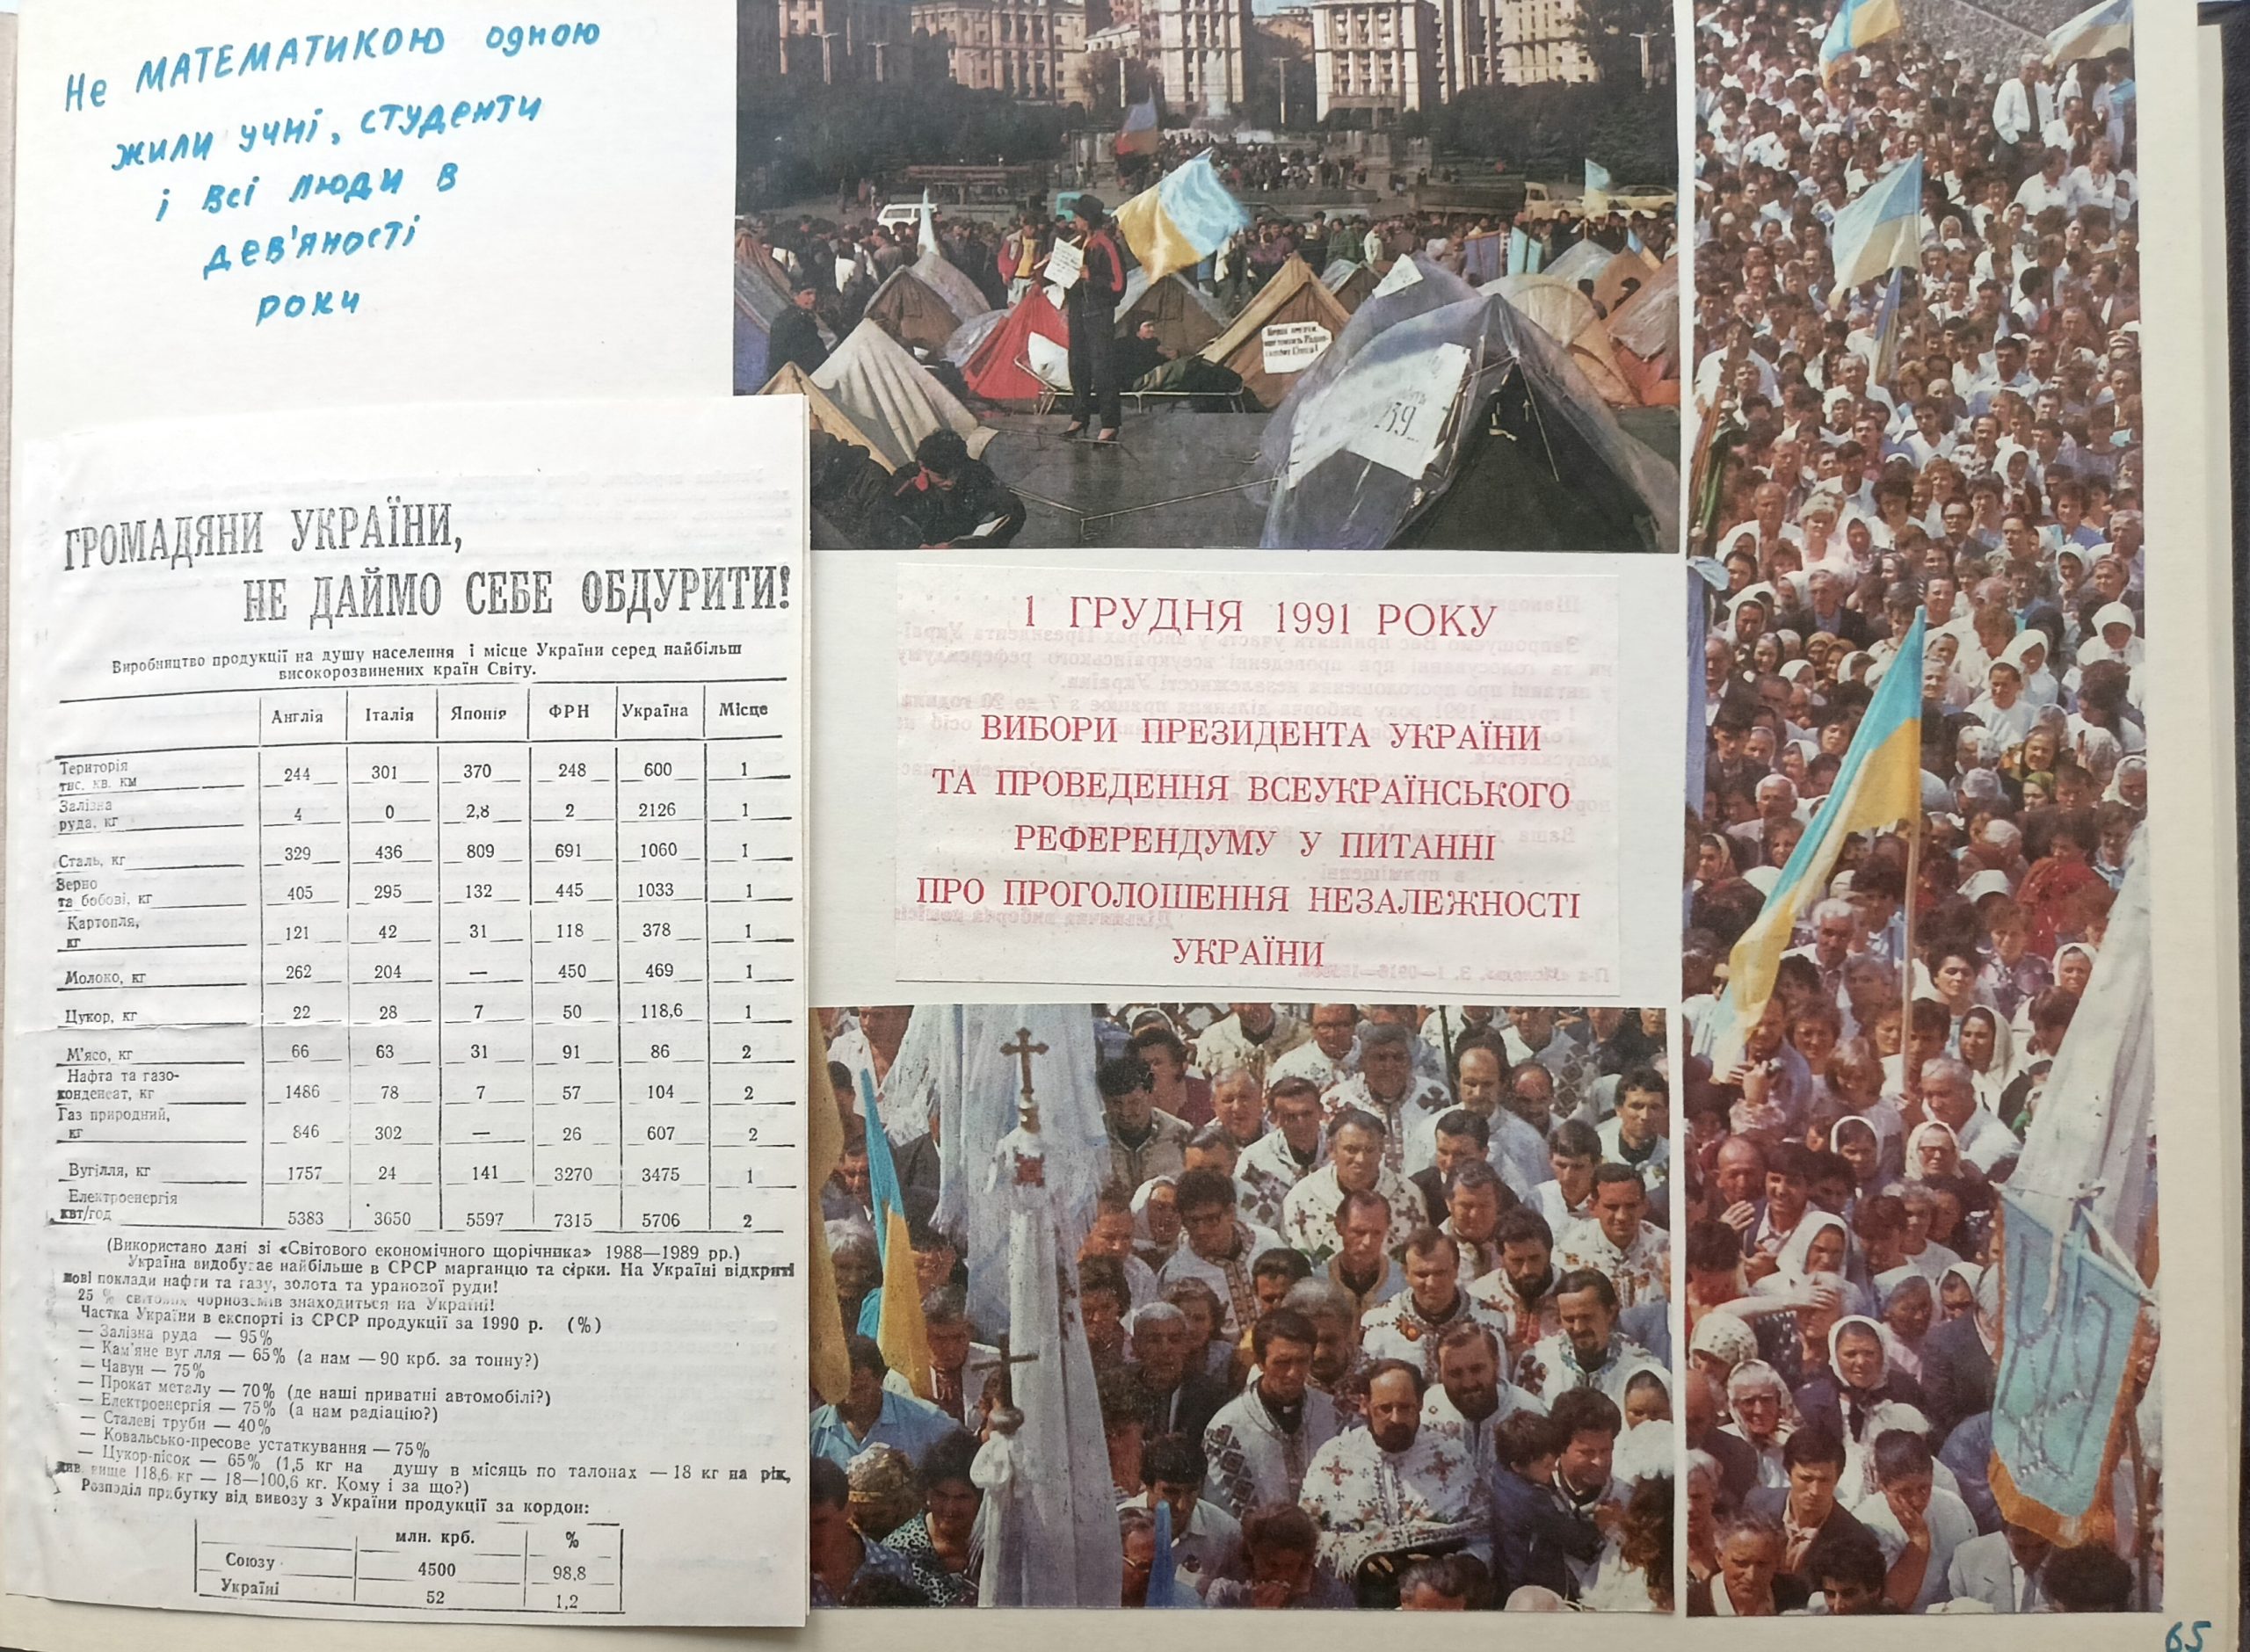 Не МАТЕМАТИКОЮ одною
жили учні, студенти
і всі люди в
дев'яності
роки
ГРОМАДЯНИ УКРАЇНИ,
НЕ ДАЙМО СЕБЕ ОБДУРИТИ!
Виробництво продукції на душу населення і місце України серед найбільш
високорозвинених країн Світу.
Англія Італія Японія ФРН Україна Місце
Територія
тис. кв. км 244 301 370 248 600 1
Залізна
руда, кг 4 0 2,8 2 2126 1
Сталь, кг 329 436 809 691 1060 1
Зерно
та бобові, кг 405 295 132 445 1033 1
Картопля,
кг 121 42 31 118 378 1
Молоко, кг 262 204 — 450 469 1
Цукор, кг 22 28 7 50 118,6 1
М'ясо, кг 66 63 31 91 86 2
Нафта та газо-
конденсат, кг 1486 78 7 57 104 2
Газ природний,
кг 846 302 — 26 607 2
Вугілля, кг 1757 24 141 3270 3475 1
Електроенергія
квт/год 5383 3650 5597 7315 5706 2
(Використано дані зі «Світового економічного щорічника» 1988—1989 рр.)
Україна видобуває найбільше в СРСР марганцю та сірки. На Україні відкриті
нові поклади нафти та газу, золота та уранової руди!
25 % світових чорноземів знаходиться на Україні!
Частка України в експорті із СРСР продукції за 1990 р. (%)
— Залізна руда — 95%
— Кам'яне вугілля — 65% (а нам — 90 крб. за тонну?)
— Чавун — 75%
— Прокат металу — 70% (де наші приватні автомобілі?)
— Електроенергія — 75% (а нам радіацію?)
— Сталеві труби — 40%
— Ковальсько-пресове устаткування — 75%
— Цукор-пісок — 65% (1,5 кг на душу в місяць по талонах — 18 кг на рік,
див. вище 118,6 кг — 18—100,6 кг. Кому і за що?)
Розподіл прибутку від вивозу з України продукції за кордон:
млн. крб. %
Союзу 4500 98,8
Україні 52 1,2
1 ГРУДНЯ 1991 РОКУ
ВИБОРИ ПРЕЗИДЕНТА УКРАЇНИ
ТА ПРОВЕДЕННЯ ВСЕУКРАЇНСЬКОГО
РЕФЕРЕНДУМУ У ПИТАННІ
ПРО ПРОГОЛОШЕННЯ НЕЗАЛЕЖНОСТІ
УКРАЇНИ
65